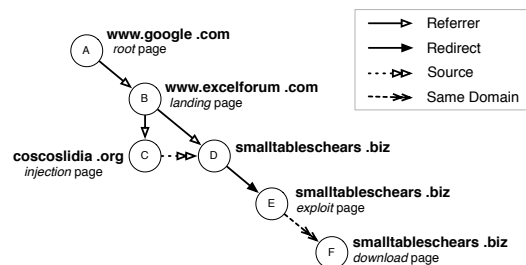 www.google .com
A
root page
www.excelforum .com
B
landing page
coscoslidia .org
C
injection page
D
smalltableschears .biz
E
smalltableschears .biz
exploit page
F
smalltableschears .biz
download page
Referrer
Redirect
Source
Same Domain